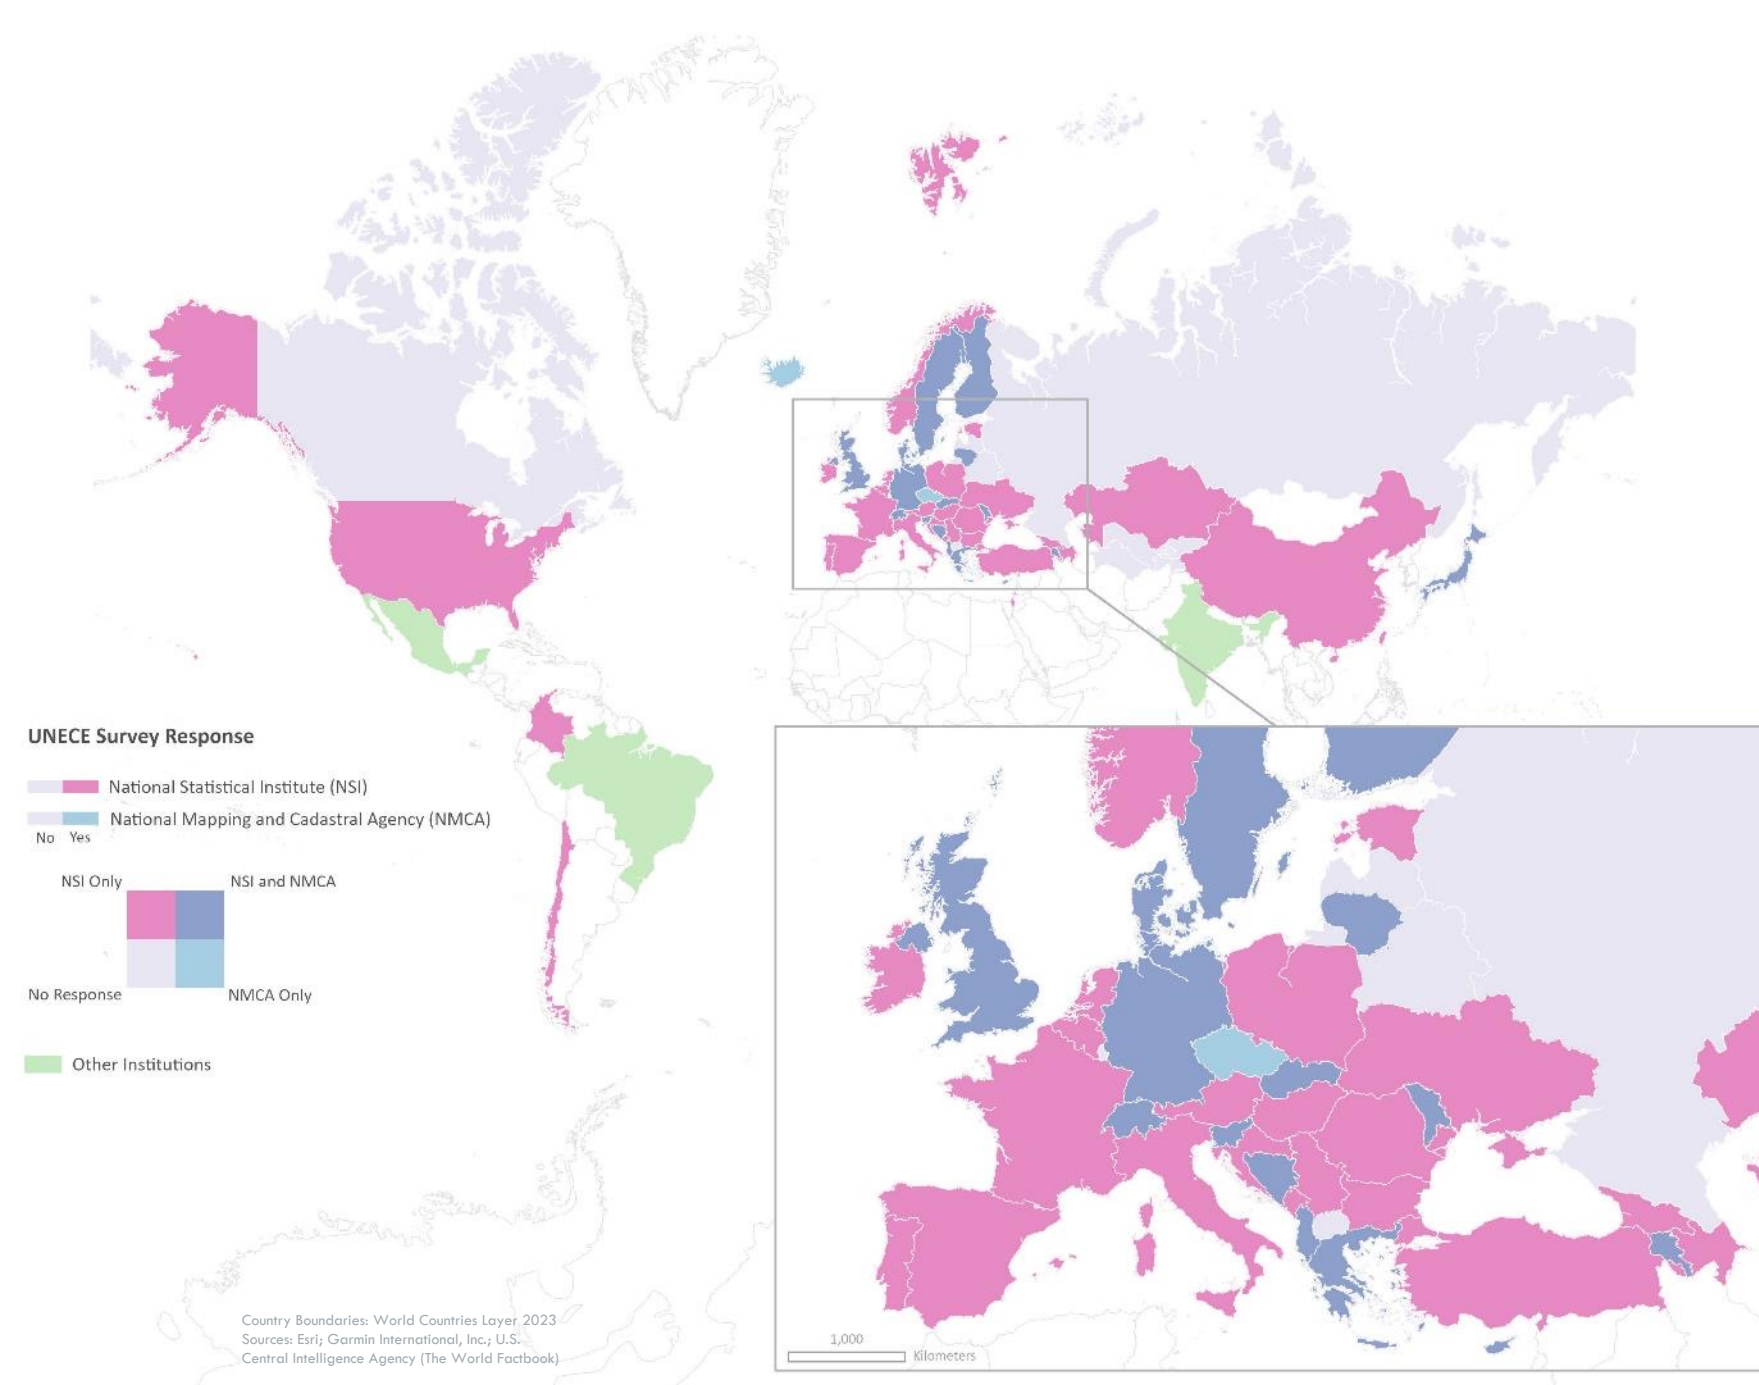 UNECE Survey Response
National Statistical Institute (NSI)
National Mapping and Cadastral Agency (NMCA)
No Yes
NSI Only
NSI and NMCA
No Response
NMCA Only
Other Institutions
Country Boundaries: World Countries Layer 2023
Sources: Esri; Garmin International, Inc.; U.S.
Central Intelligence Agency (The World Factbook)
1,000
Kilometers